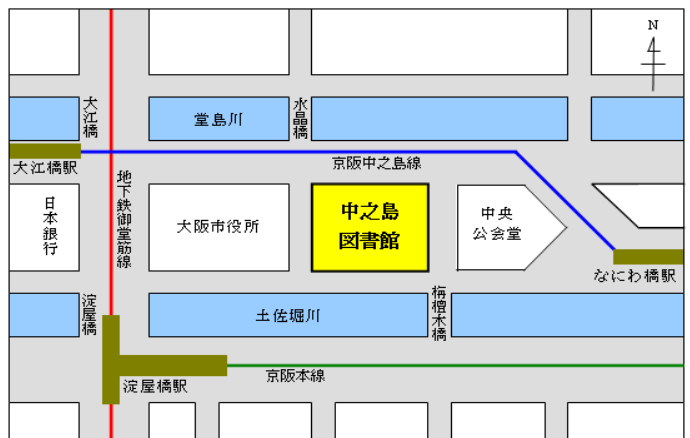 N
大江橋
堂島川
水晶橋
大江橋駅
京阪中之島線
地下鉄御堂筋線
日本銀行
大阪市役所
中之島
図書館
中央
公会堂
なにわ橋駅
淀屋橋
土佐堀川
栴檀木橋
淀屋橋駅
京阪本線